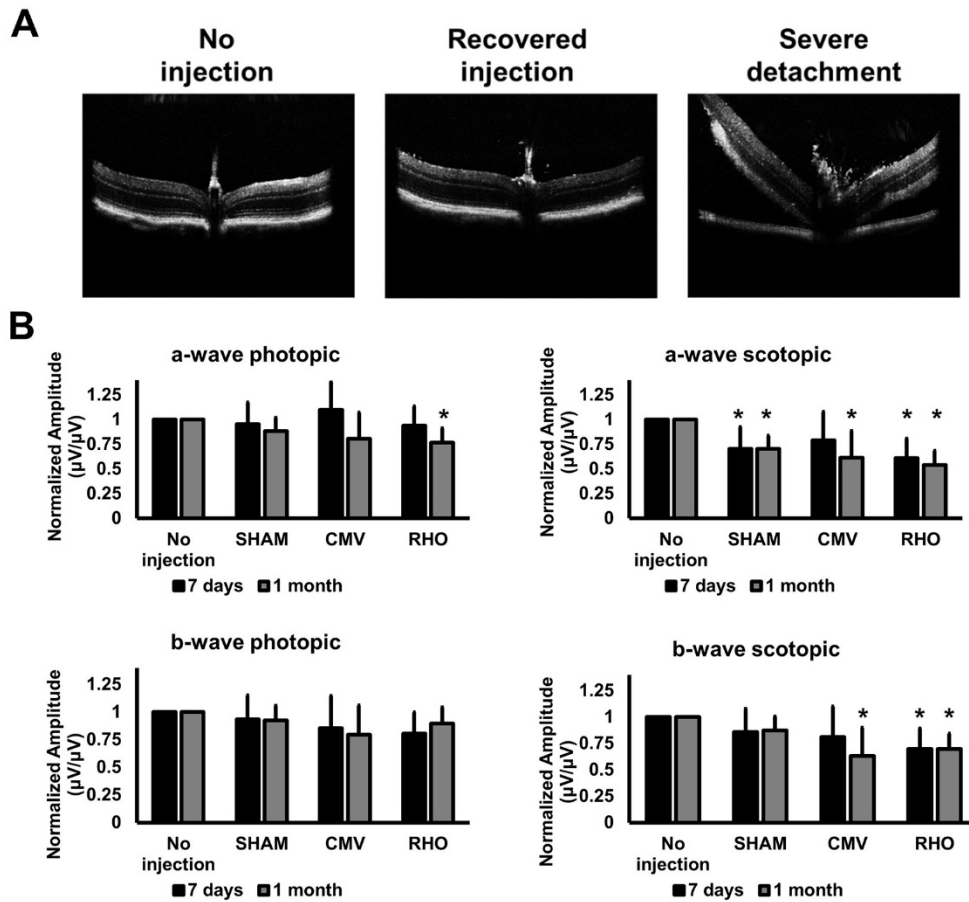 A
No injection
Recovered injection
Severe detachment
B
a-wave photopic
Normalized Amplitude (µV/µV)
1.25
1
0.75
0.5
0.25
0
*
No injection
SHAM
CMV
RHO
7 days
1 month
a-wave scotopic
Normalized Amplitude (µV/µV)
1.25
1
0.75
0.5
0.25
0
* * * * *
No injection
SHAM
CMV
RHO
7 days
1 month
b-wave photopic
Normalized Amplitude (µV/µV)
1.25
1
0.75
0.5
0.25
0
No injection
SHAM
CMV
RHO
7 days
1 month
b-wave scotopic
Normalized Amplitude (µV/µV)
1.25
1
0.75
0.5
0.25
0
* * *
No injection
SHAM
CMV
RHO
7 days
1 month